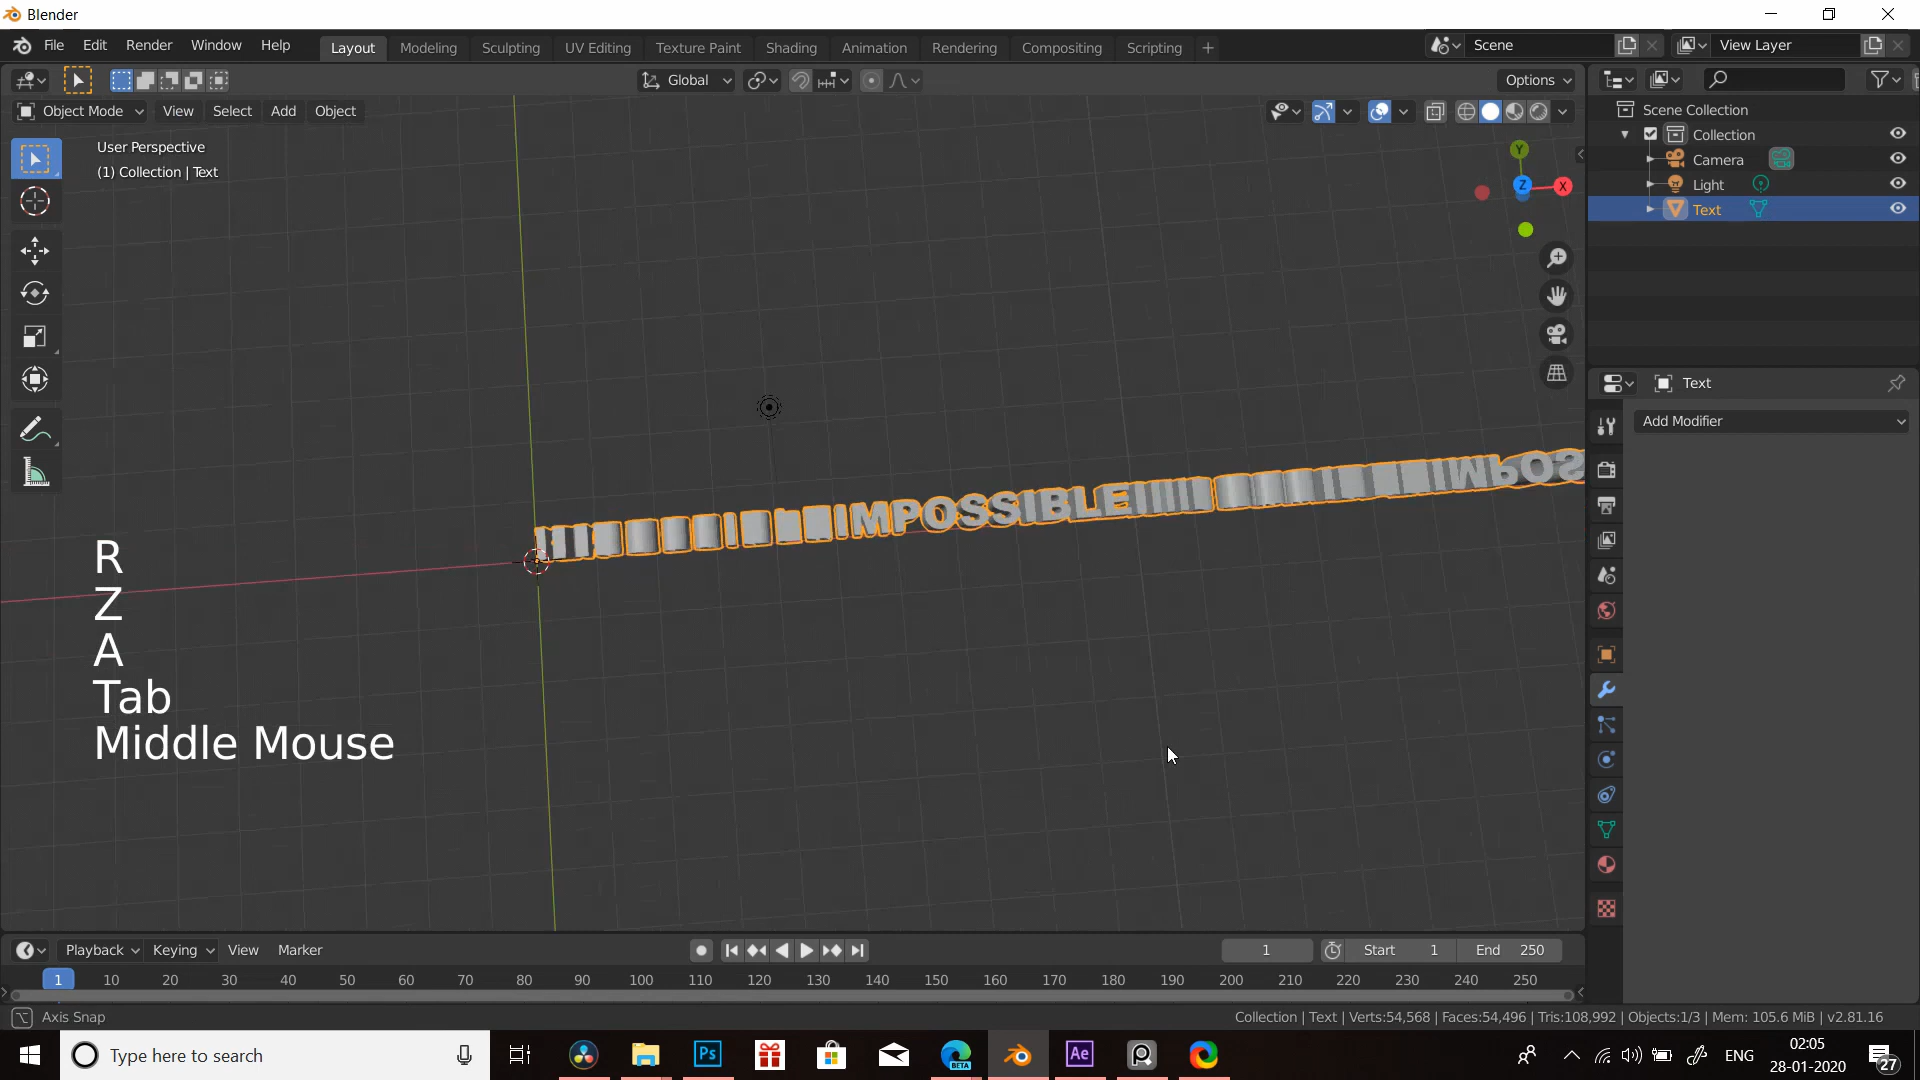 Blender
File Edit Render Window Help Layout Modeling Sculpting UV Editing Texture Paint Shading Animation Rendering Compositing Scripting + Scene View Layer
Global Options
Object Mode View Select Add Object
User Perspective
(1) Collection | Text
Y
Z X
Scene Collection
Collection
Camera
Light
Text
Text
Add Modifier
IMPOSSIBLE IMPOS
R
Z
A
Tab
Middle Mouse
Playback Keying View Marker 1 Start 1 End 250
1 10 20 30 40 50 60 70 80 90 100 110 120 130 140 150 160 170 180 190 200 210 220 230 240 250
Axis Snap
Collection | Text | Verts:54,568 | Faces:54,496 | Tris:108,992 | Objects:1/3 | Mem: 105.6 MiB | v2.81.16
Type here to search
Ps
BETA
Ae
ENG
02:05
28-01-2020
27